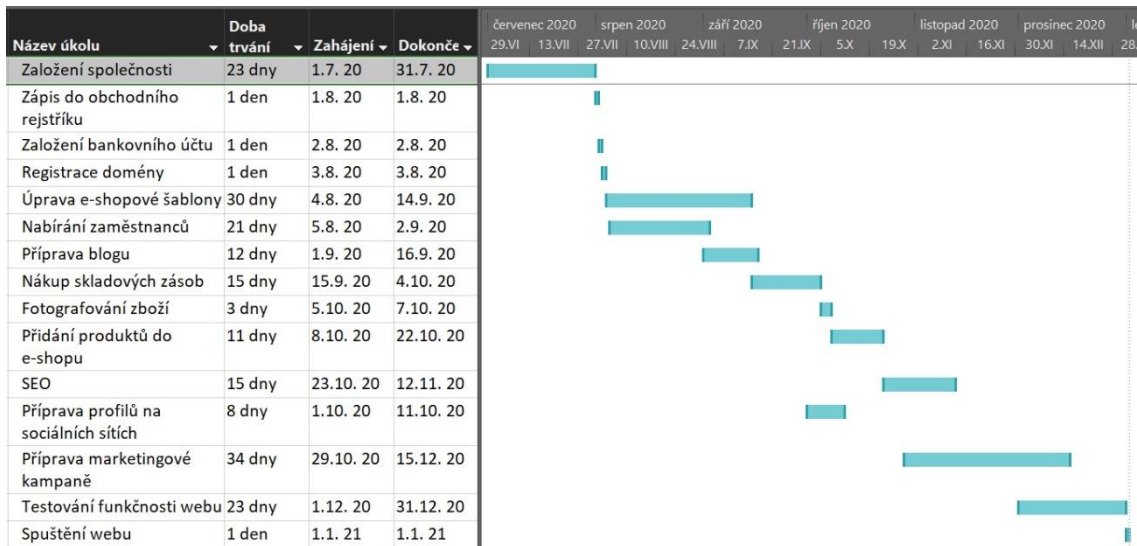 Název úkolu Doba trvání Zahájení Dokonče
červenec 2020 srpen 2020 září 2020 říjen 2020 listopad 2020 prosinec 2020
29.VI 13.VII 27.VII 10.VIII 24.VIII 7.IX 21.IX 5.X 19.X 2.XI 16.XI 30.XI 14.XII 28.
Založení společnosti 23 dny 1.7. 20 31.7. 20
Zápis do obchodního 1 den 1.8. 20 1.8. 20
rejstříku
Založení bankovního účtu 1 den 2.8. 20 2.8. 20
Registrace domény 1 den 3.8. 20 3.8. 20
Úprava e-shopové šablony 30 dny 4.8. 20 14.9. 20
Nabírání zaměstnanců 21 dny 5.8. 20 2.9. 20
Příprava blogu 12 dny 1.9. 20 16.9. 20
Nákup skladových zásob 15 dny 15.9. 20 4.10. 20
Fotografování zboží 3 dny 5.10. 20 7.10. 20
Přidání produktů do 11 dny 8.10. 20 22.10. 20
e-shopu
SEO 15 dny 23.10. 20 12.11. 20
Příprava profilů na 8 dny 1.10. 20 11.10. 20
sociálních sítích
Příprava marketingové 34 dny 29.10. 20 15.12. 20
kampaně
Testování funkčnosti webu 23 dny 1.12. 20 31.12. 20
Spuštění webu 1 den 1.1. 21 1.1. 21